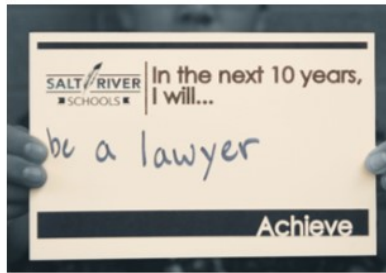 SALT RIVER
SCHOOLS
In the next 10 years,
I will...
be a lawyer
Achieve